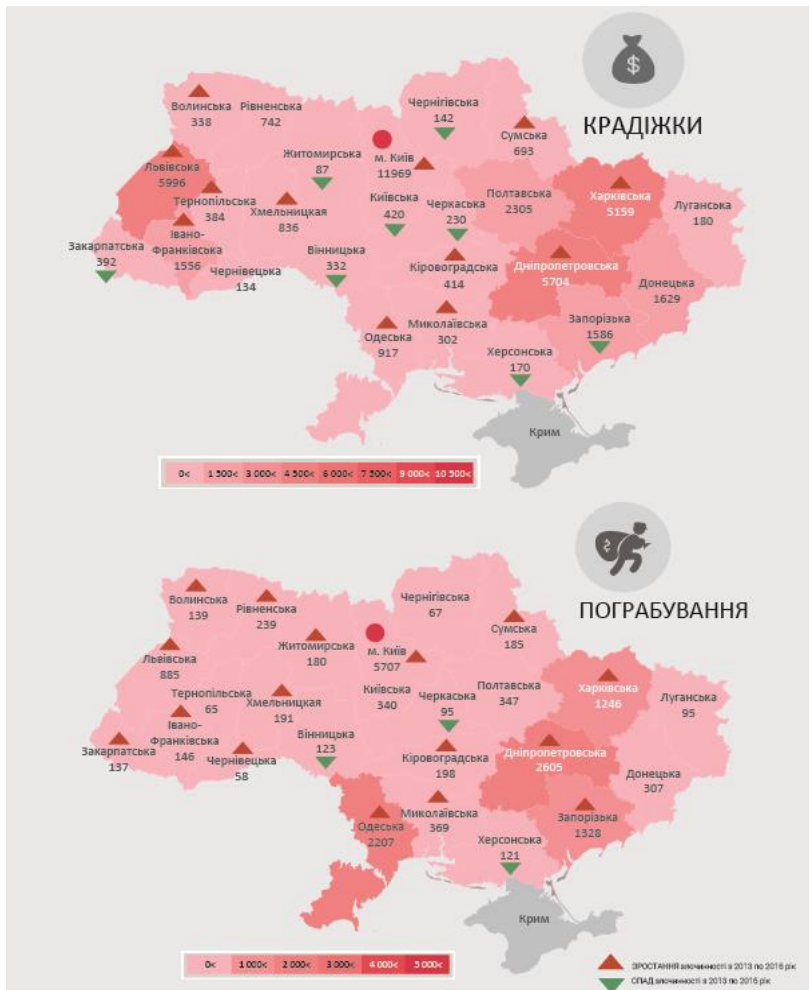 $
КРАДІЖКИ
Волинська
338
Рівненська
742
Чернігівська
142
Сумська
693
м. Київ
11969
Житомирська
87
Львівська
5996
Тернопільська
384
Хмельницкая
836
Київська
420
Черкаська
230
Полтавська
2305
Харківська
5159
Луганська
180
Закарпатська
392
Івано-
Франківська
1556
Чернівецька
134
Вінницька
332
Кіровоградська
414
Дніпропетровська
5704
Донецька
1629
Одеська
917
Миколаївська
302
Запорізька
1586
Херсонська
170
Крим
0< 1 500< 3 000< 4 500< 6 000< 7 500< 9 000< 10 500<
ПОГРАБУВАННЯ
Волинська
139
Рівненська
239
Чернігівська
67
Сумська
185
Житомирська
180
м. Київ
5707
Львівська
885
Тернопільська
65
Хмельницкая
191
Київська
340
Черкаська
95
Полтавська
347
Харківська
1246
Луганська
95
Закарпатська
137
Івано-
Франківська
146
Чернівецька
58
Вінницька
123
Кіровоградська
198
Дніпропетровська
2605
Донецька
307
Одеська
2207
Миколаївська
369
Запорізька
1328
Херсонська
121
Крим
0< 1 000< 2 000< 3 000< 4 000< 5 000<
ЗРОСТАННЯ злочинності з 2013 по 2016 рік
СПАД злочинності з 2013 по 2016 рік